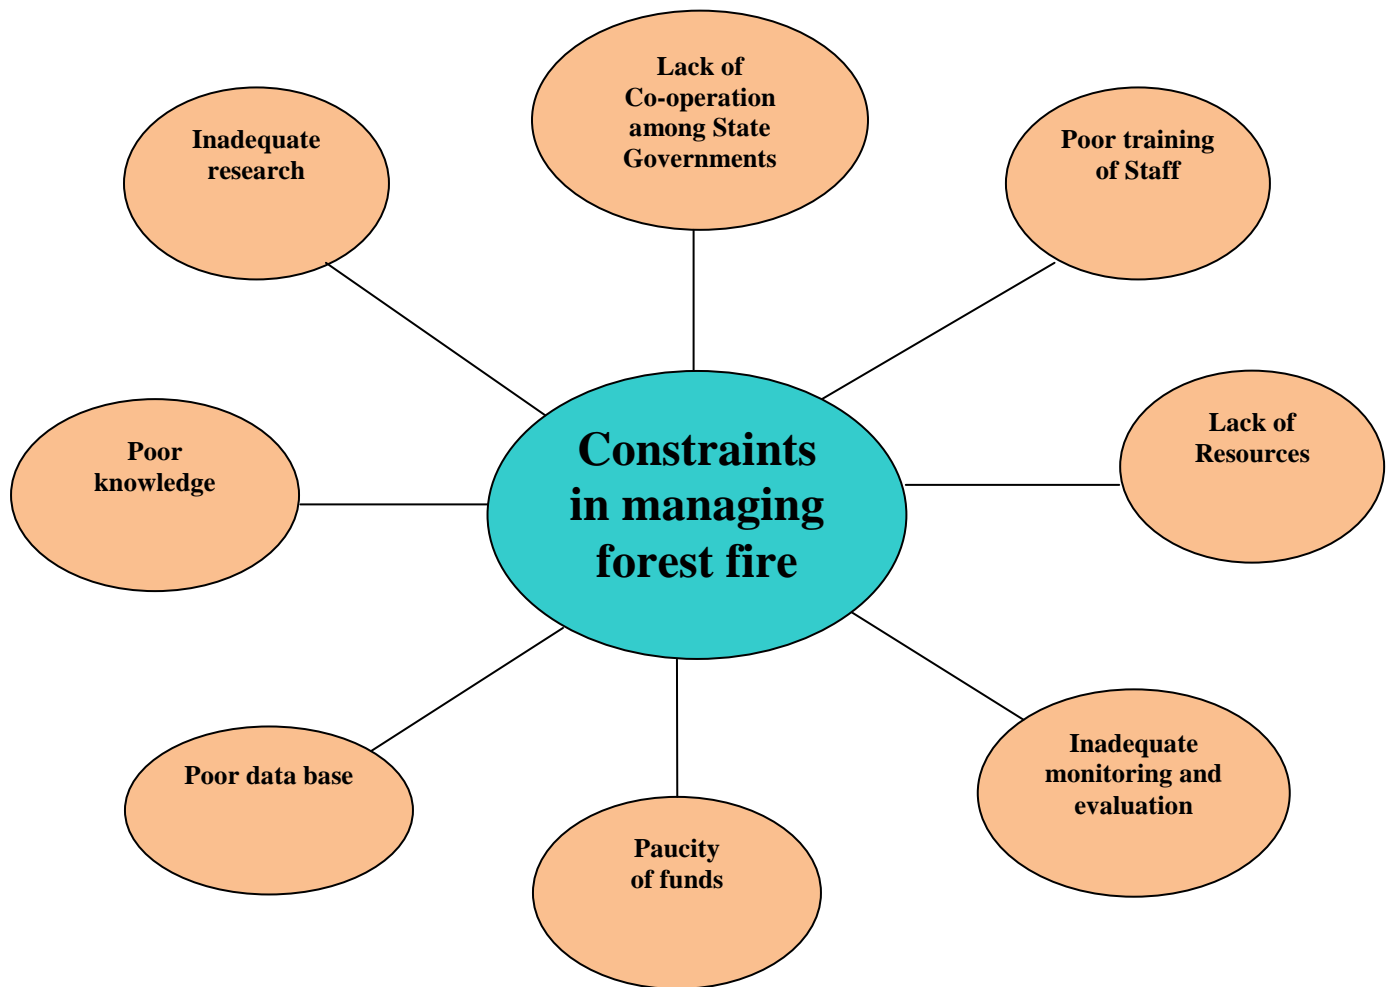 Lack of
Co-operation
among State
Governments
Inadequate
research
Poor training
of Staff
Poor
knowledge
Constraints
in managing
forest fire
Lack of
Resources
Poor data base
Paucity
of funds
Inadequate
monitoring and
evaluation